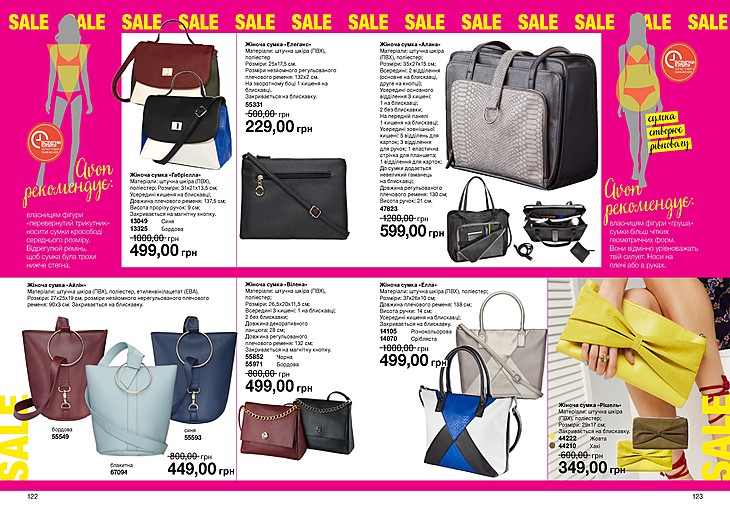 SALE SALE SALE SALE SALE SALE SALE SALE SALE SALE SALE
Avon
рекомендує:
власницям фігури
«перевернутий трикутник»
носити сумки кроссбоді
середнього розміру.
Відрегулюй ремінь,
щоб сумка була трохи
нижче стегна.
Жіноча сумка «Габріелла»
Матеріали: штучна шкіра (ПВХ),
поліестер; Розміри: 31х21х13,5 см;
Усередині кишеня на блискавці.
Довжина плечового ременя: 137,5 см
Висота прорізу ручок: 9 см;
Закривається на магнітну кнопку.
13049 Синя
13325 Бордова
1000,00 грн
499,00 грн
Жіноча сумка «Еleганс»
Матеріали: штучна шкіра (ПВХ),
поліестер
Розміри: 25х17,5 см.
Розміри незйомного регульованого
плечового ременя: 132х2 см.
На зворотному боці 1 кишеня на
блискавці.
Закривається на блискавку.
55331
500,00 грн
229,00 грн
Жіноча сумка «Алана»
Матеріали: штучна шкіра
(ПВХ), поліестер;
Розміри: 35х27х15 см;
Всередині: 2 відділення
(основне на блискавці,
друге на кнопці);
Усередині основного
відділення 3 кишені:
1 на блискавці;
2 без блискавки;
На передній панелі
1 кишеня на блискавці;
Усередині зовнішньої
кишені: 5 відділень для
карток; 3 відділення
для ручок; 1 еластична
стрічка для планшета;
1 відділення для карток;
До сумки додається
невеликий гаманець
на блискавці;
Довжина регульованого
плечового ременя: 130 см;
Висота ручок: 21 см.
47823
1200,00 грн
599,00 грн
сумка
створює
рівновагу
Avon
рекомендує:
власницям фігури «груша»
сумки більш чітких
геометричних форм.
Вони відмінно урівноважать
твій силует. Носи на
плечі або в руках.
Жіноча сумка «Айлін»
Матеріали: штучна шкіра (ПВХ), поліестер, етиленвінілацетат (ЕВА).
Розміри: 27х25х19 см. розміри незйомного нерегульованого плечового
ременя: 90х3 см. Закривається на блискавку.
бордова
55549
синя
55593
блакитна
67094
800,00 грн
449,00 грн
Жіноча сумка «Вілена»
Матеріали: штучна шкіра (ПВХ),
поліестер;
Розміри: 26,5х20х11,5 см;
Всередині 3 кишені: 1 на блискавці;
2 без блискавки;
Довжина декоративного
ланцюга: 28 см;
Довжина регульованого
плечового ременя: 132 см;
Закривається на магнітну кнопку.
55852 Чорна
55971 Бордова
800,00 грн
499,00 грн
Жіноча сумка «Елла»
Матеріали: штучна шкіра (ПВХ), поліестер;
Розміри: 37х26х10 см;
Довжина плечового ременя: 138 см;
Висота ручки: 14 см;
Усередині кишеня на блискавці;
Закривається на блискавку.
14105 Різнокольорова
14070 Срібляста
1000,00 грн
499,00 грн
Жіноча сумка «Рішель»
Матеріали: штучна шкіра
(ПВХ), поліестер;
Розміри: 29х17 см;
Закривається на блискавку.
44222 Жовта
44210 Хакі
600,00 грн
349,00 грн
SALE
SALE
122
123